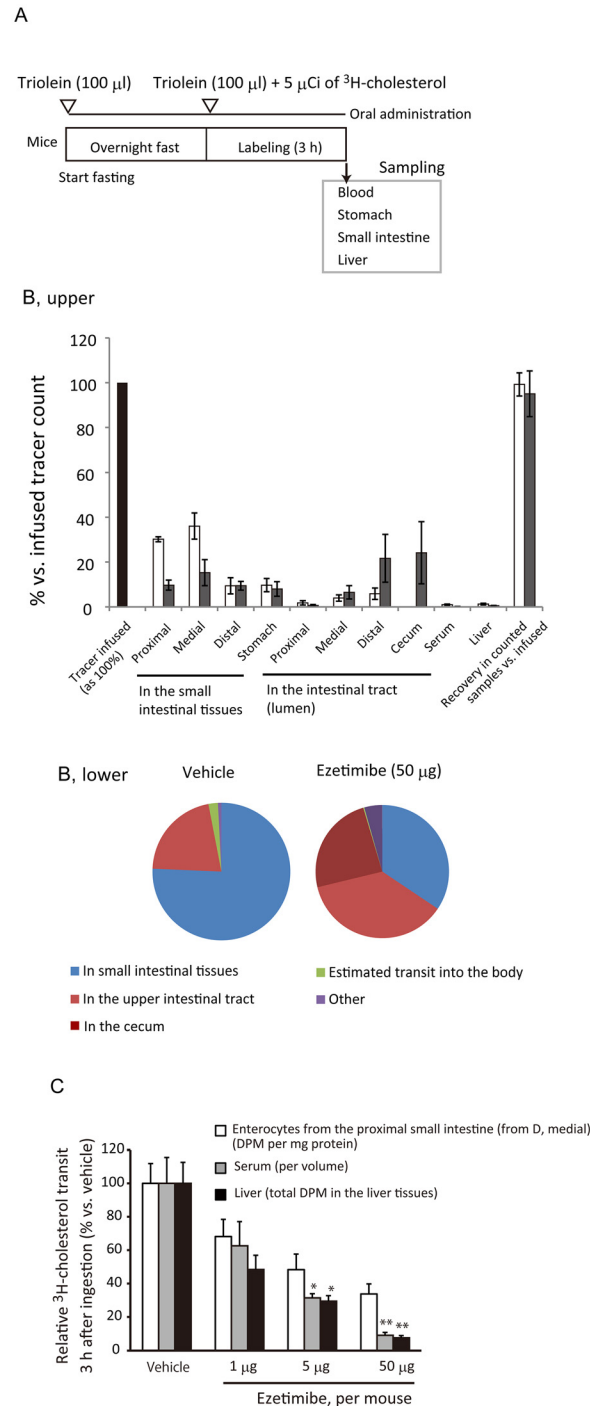 A
Triolein (100 μl)
Triolein (100 μl) + 5 μCi of ³H-cholesterol
Oral administration
Mice
Overnight fast
Labeling (3 h)
Start fasting
Sampling
Blood
Stomach
Small intestine
Liver
B, upper
% vs. infused tracer count
120
100
80
60
40
20
0
Tracer infused
(as 100%)
Proximal
Medial
Distal
Stomach
Proximal
Medial
Distal
Cecum
Serum
Liver
Recovery in counted
samples vs. infused
In the small
intestinal tissues
In the intestinal tract
(lumen)
B, lower
Vehicle
Ezetimibe (50 μg)
In small intestinal tissues
In the upper intestinal tract
In the cecum
Estimated transit into the body
Other
C
Enterocytes from the proximal small intestine (from D, medial)
(DPM per mg protein)
Serum (per volume)
Liver (total DPM in the liver tissues)
Relative ³H-cholesterol transit
3 h after ingestion (% vs. vehicle)
120
100
80
60
40
20
0
* *
** **
Vehicle
1 μg
5 μg
50 μg
Ezetimibe, per mouse